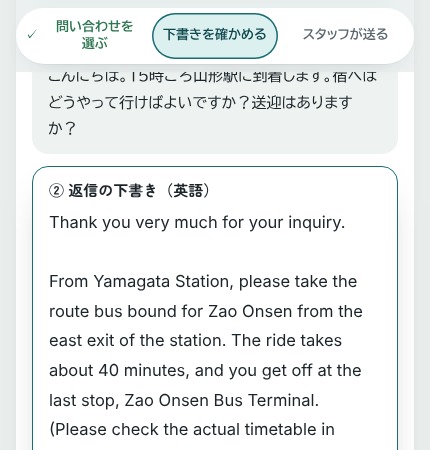 ✓ 問い合わせを
選ぶ
下書きを確かめる
スタッフが送る
こんにちは。15時ごろ山形駅に到着します。宿へは
どうやって行けばよいですか？送迎はあります
か？
② 返信の下書き（英語）
Thank you very much for your inquiry.
From Yamagata Station, please take the
route bus bound for Zao Onsen from the
east exit of the station. The ride takes
about 40 minutes, and you get off at the
last stop, Zao Onsen Bus Terminal.
(Please check the actual timetable in